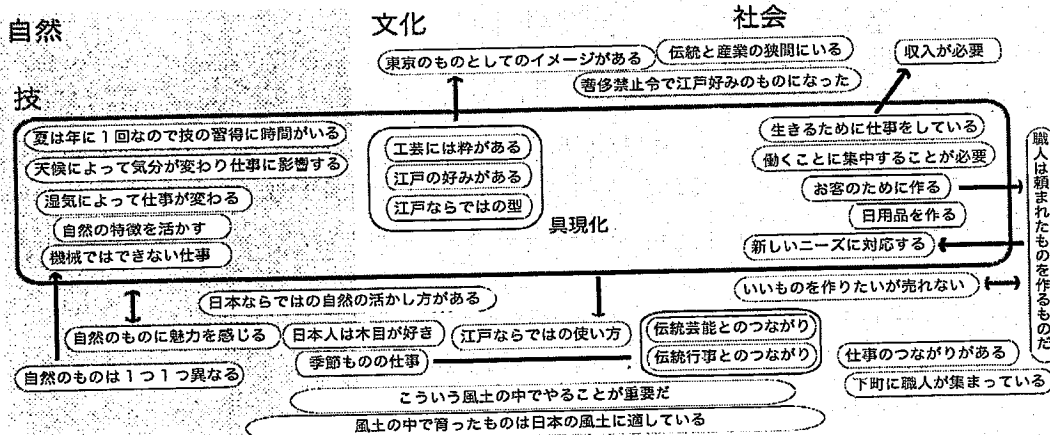 自然
文化
社会
東京のものとしてのイメージがある
伝統と産業の狭間にいる
収入が必要
奢侈禁止令で江戸好みのものになった
技
夏は年に1回なので技の習得に時間がいる
天候によって気分が変わり仕事に影響する
湿気によって仕事が変わる
自然の特徴を活かす
機械ではできない仕事
工芸には粋がある
江戸の好みがある
江戸ならではの型
具現化
生きるために仕事をしている
働くことに集中することが必要
お客のために作る
日用品を作る
新しいニーズに対応する
職人は頼まれたものを作るものだ
日本ならではの自然の活かし方がある
いいものを作りたいが売れない
自然のものに魅力を感じる
日本人は木目が好き
江戸ならではの使い方
伝統芸能とのつながり
季節ものの仕事
伝統行事とのつながり
仕事のつながりがある
自然のものは1つ1つ異なる
下町に職人が集まっている
こういう風土の中でやることが重要だ
風土の中で育ったものは日本の風土に適している